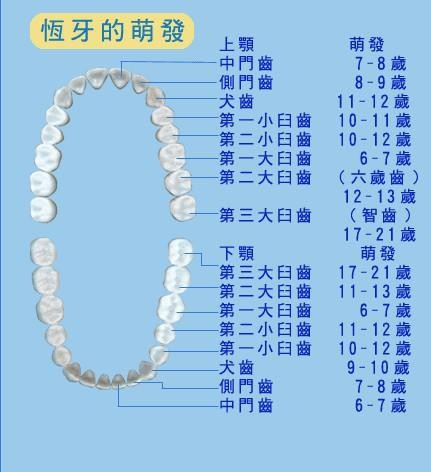 恆牙的萌發
上顎 萌發
中門齒 7-8歲
側門齒 8-9歲
犬齒 11-12歲
第一小臼齒 10-11歲
第二小臼齒 10-12歲
第一大臼齒 6-7歲
第二大臼齒 (六歲齒)
12-13歲
第三大臼齒 (智齒)
17-21歲
下顎 萌發
第三大臼齒 17-21歲
第二大臼齒 11-13歲
第一大臼齒 6-7歲
第二小臼齒 11-12歲
第一小臼齒 10-12歲
犬齒 9-10歲
側門齒 7-8歲
中門齒 6-7歲